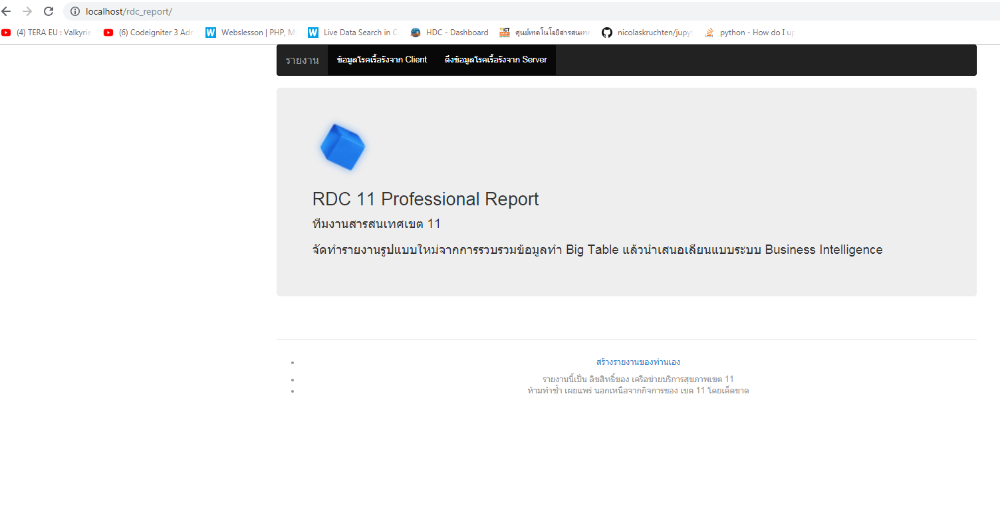 localhost/rdc_report/
(4) TERA EU : Valkyrie
(6) Codeigniter 3 Adn
Webslesson | PHP, M
Live Data Search in C
HDC - Dashboard
ศูนย์เทคโนโลยีสารสนเทศ
nicolaskruchten/jupyt
python - How do I up
รายงาน
ข้อมูลโรคเรื้อรังจาก Client
ดึงข้อมูลโรคเรื้อรังจาก Server
RDC 11 Professional Report
ทีมงานสารสนเทศเขต 11
จัดทำรายงานรูปแบบใหม่จากการรวบรวมข้อมูลทำ Big Table แล้วนำเสนอเลียนแบบระบบ Business Intelligence
สร้างรายงานของท่านเอง
รายงานนี้เป็น ลิขสิทธิ์ของ เครือข่ายบริการสุขภาพเขต 11
ห้ามทำซ้ำ เผยแพร่ นอกเหนือจากกิจการของ เขต 11 โดยเด็ดขาด